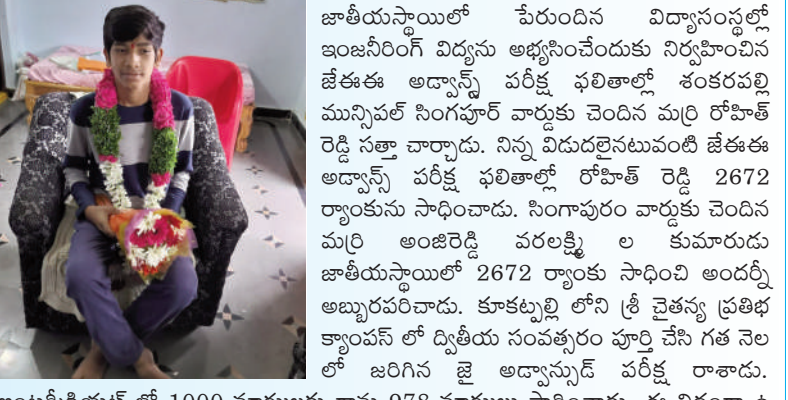 జాతీయస్థాయిలో పేరుందిన విద్యాసంస్థల్లో
ఇంజనీరింగ్ విద్యను అభ్యసించేందుకు నిర్వహించిన
జేఈఈ అడ్వాన్స్డ్ పరీక్ష ఫలితాల్లో శంకరపల్లి
మున్సిపల్ సింగపూర్ వార్డుకు చెందిన మర్రి రోహిత్
రెడ్డి సత్తా చార్చాడు. నిన్న విడుదలైనటువంటి జేఈఈ
అడ్వాన్స్ పరీక్ష ఫలితాల్లో రోహిత్ రెడ్డి 2672
ర్యాంకును సాధించాడు. సింగాపురం వార్డుకు చెందిన
మర్రి అంజిరెడ్డి వరలక్ష్మి ల కుమారుడు
జాతీయస్థాయిలో 2672 ర్యాంకు సాధించి అందర్నీ
అబ్బురపరిచాడు. కూకట్పల్లి లోని శ్రీ చైతన్య ప్రతిభ
క్యాంపస్ లో ద్వితీయ సంవత్సరం పూర్తి చేసి గత నెల
లో జరిగిన జై అడ్వాన్సుడ్ పరీక్ష రాశాడు.